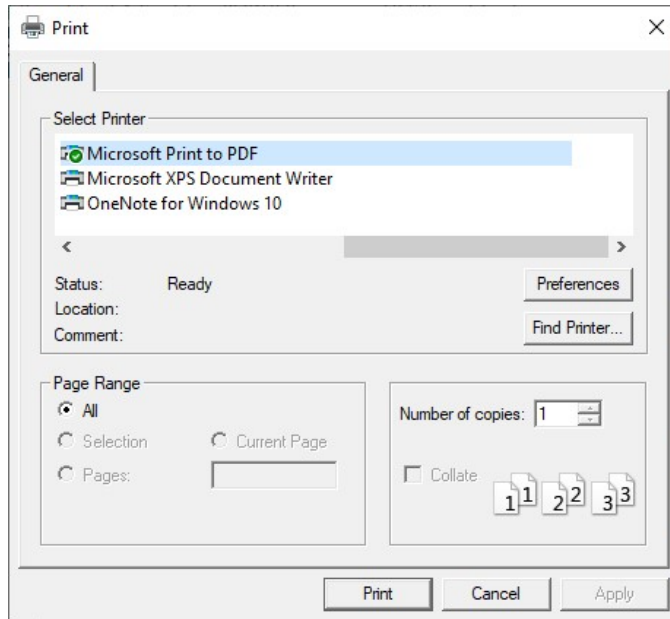 Print
General
Select Printer
Microsoft Print to PDF
Microsoft XPS Document Writer
OneNote for Windows 10
Status: Ready
Preferences
Location:
Find Printer...
Comment:
Page Range
All
Selection Current Page
Pages:
Number of copies: 1
Collate
1 1 2 2 3 3
Print Cancel Apply